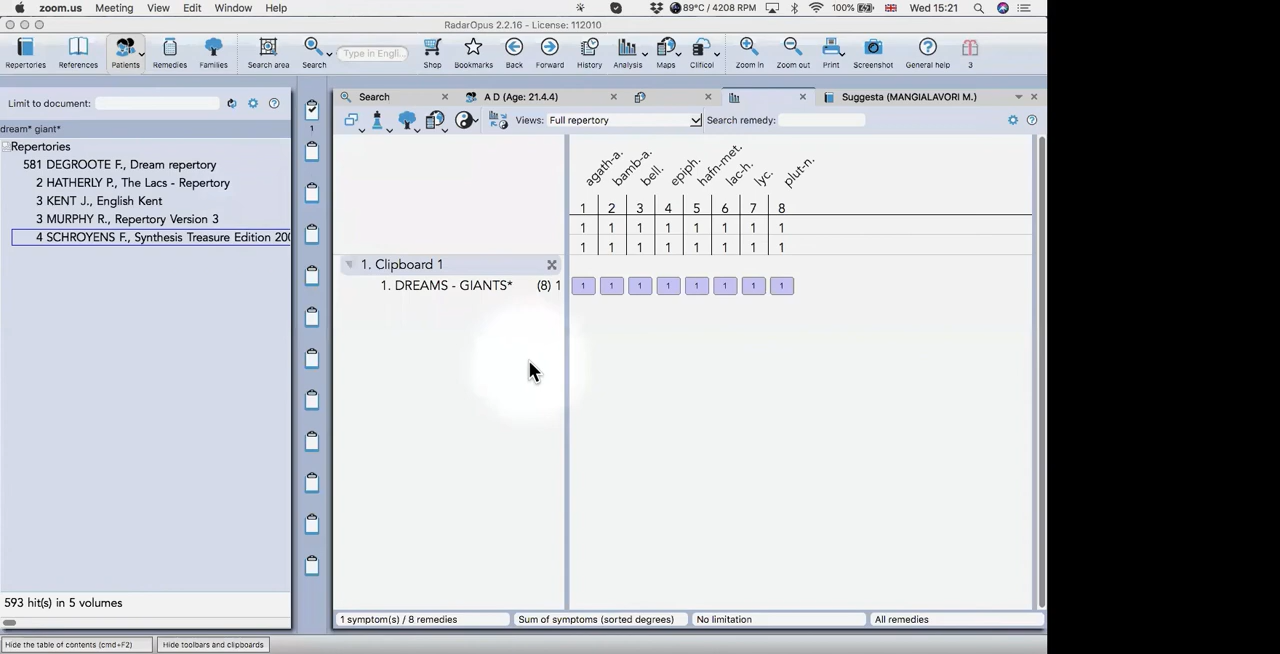 zoom.us Meeting View Edit Window Help 89°C / 4208 RPM 100% Wed 15:21
RadarOpus 2.2.16 - License: 112010
Repertories References Patients Remedies Families Search area Search Type in Engli.. Shop Bookmarks Back Forward History Analysis Maps Clificol Zoom in Zoom out Print Screenshot General help 3
Limit to document:
Search
A D (Age: 21.4.4)
Suggesta (MANGIALAVORI M.)
Views: Full repertory
Search remedy:
dream* giant*
Repertories
581 DEGROOTE F., Dream repertory
2 HATHERLY P., The Lacs - Repertory
3 KENT J., English Kent
3 MURPHY R., Repertory Version 3
4 SCHROYENS F., Synthesis Treasure Edition 200
1
agath-a. bamb-a. bell. epiph. hafn-met. lac-h. lyc. plut-n.
1 2 3 4 5 6 7 8
1 1 1 1 1 1 1 1
1 1 1 1 1 1 1 1
1. Clipboard 1
1. DREAMS - GIANTS* (8) 1
1 1 1 1 1 1 1 1
593 hit(s) in 5 volumes
1 symptom(s) / 8 remedies
Sum of symptoms (sorted degrees)
No limitation
All remedies
Hide the table of contents (cmd+F2)
Hide toolbars and clipboards